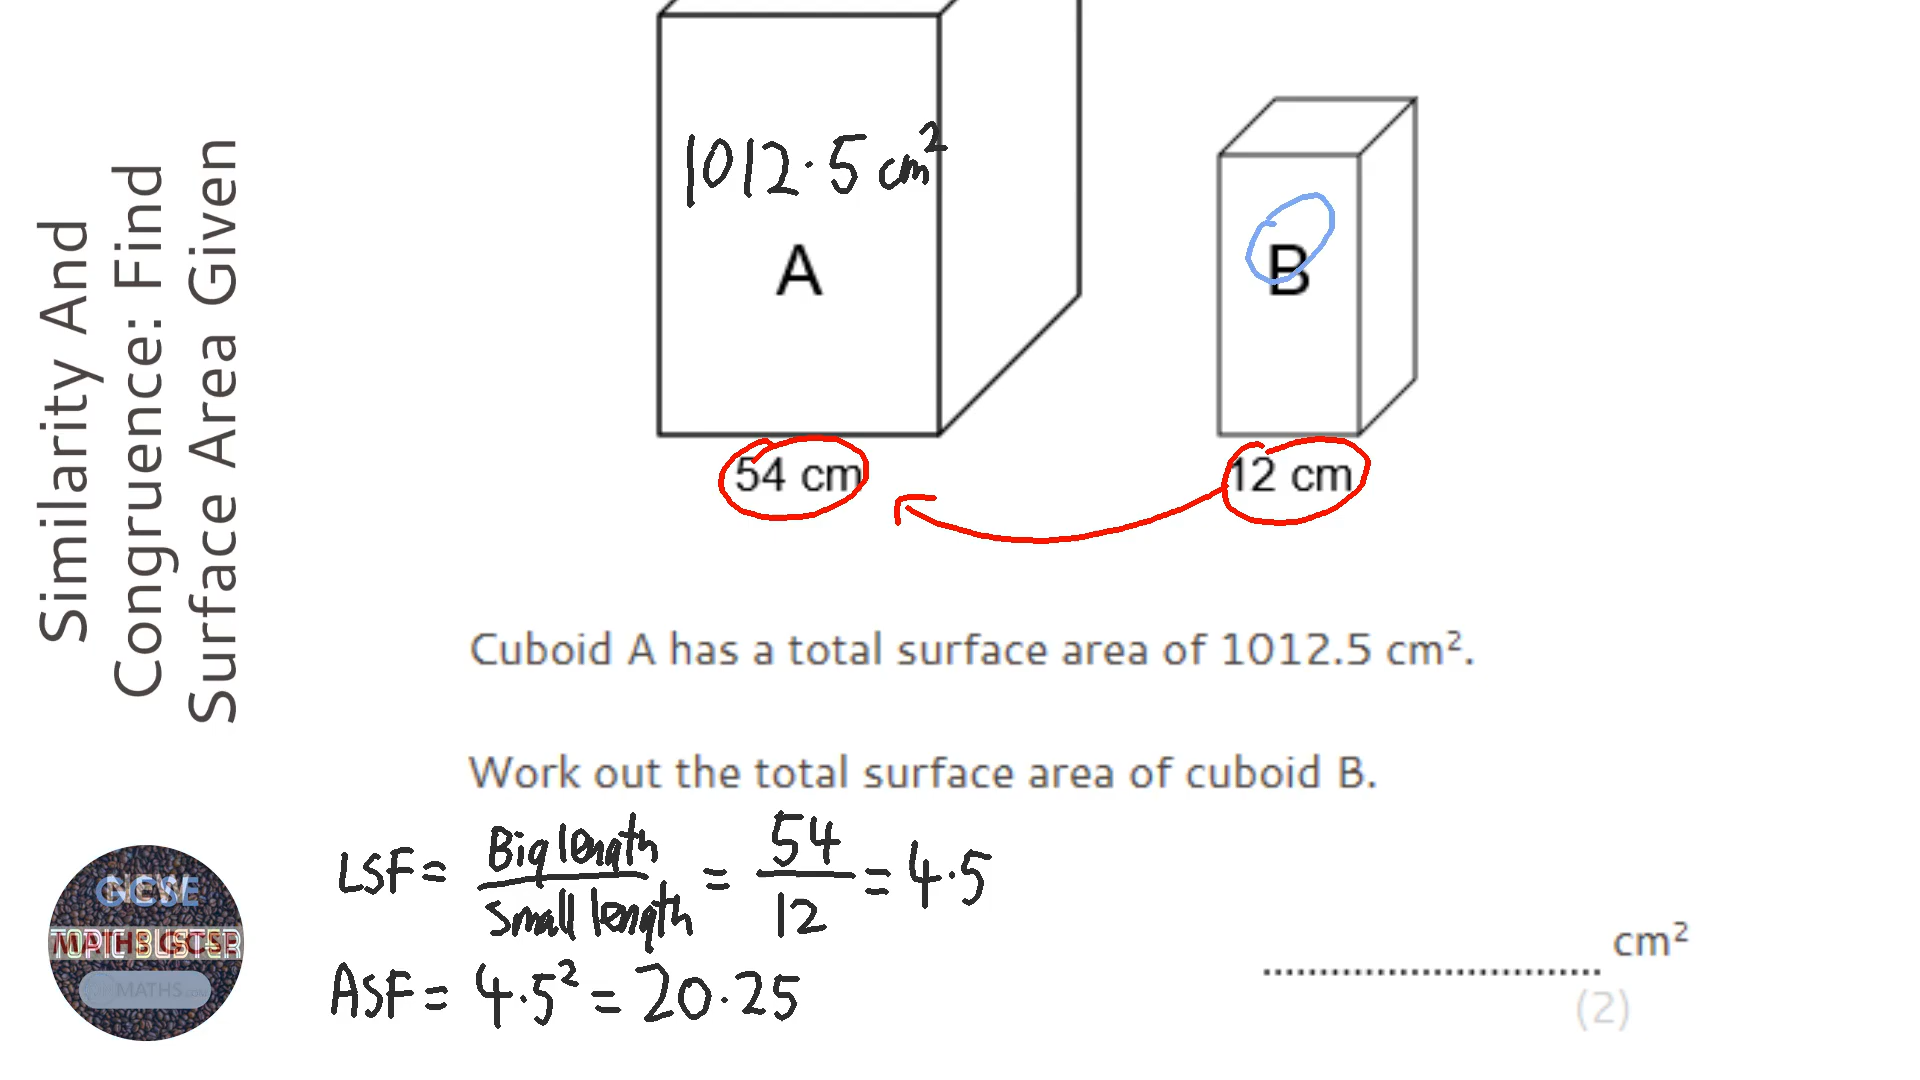 Similarity And
Congruence: Find
Surface Area Given
1012.5 cm²
A
B
54 cm
12 cm
Cuboid A has a total surface area of 1012.5 cm².
Work out the total surface area of cuboid B.
LSF = Big length / Small length = 54 / 12 = 4.5
ASF = 4.5² = 20.25
cm²
(2)
GCSE
TOPIC BUSTER
MATHS